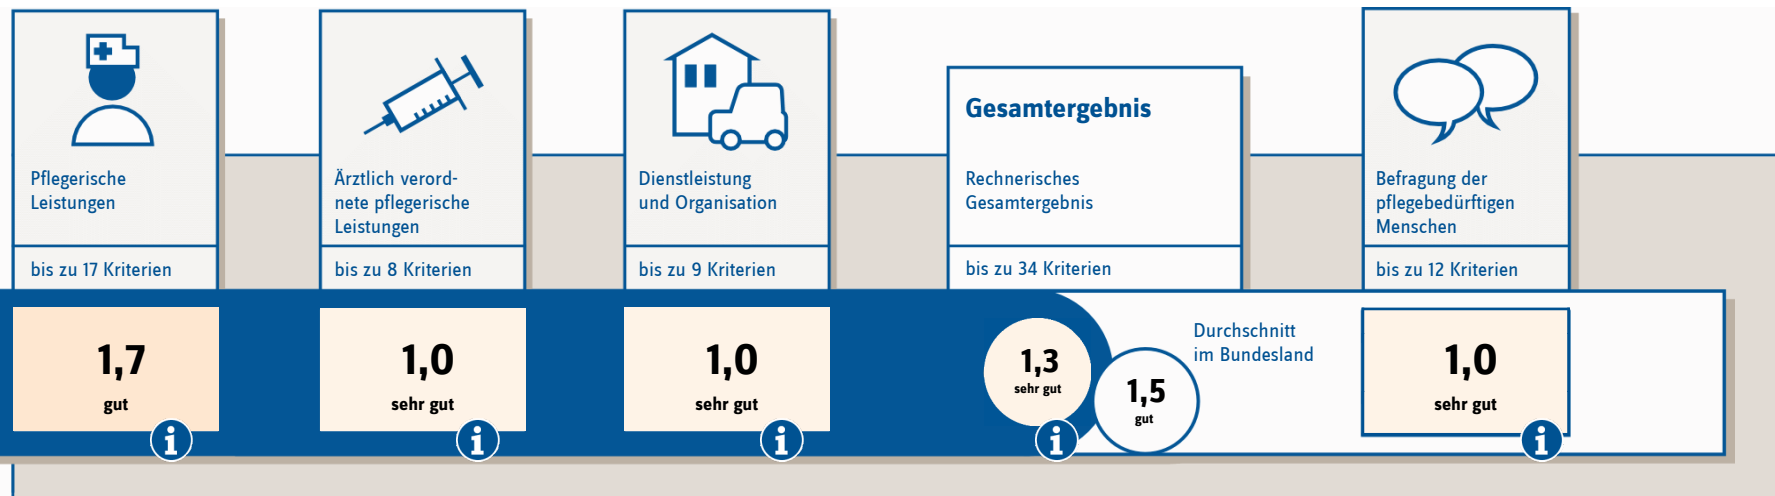 Pflegerische
Leistungen
bis zu 17 Kriterien
1,7
gut
i
Ärztlich verord-
nete pflegerische
Leistungen
bis zu 8 Kriterien
1,0
sehr gut
i
Dienstleistung
und Organisation
bis zu 9 Kriterien
1,0
sehr gut
i
Gesamtergebnis
Rechnerisches
Gesamtergebnis
bis zu 34 Kriterien
1,3
sehr gut
i
1,5
gut
Durchschnitt
im Bundesland
Befragung der
pflegebedürftigen
Menschen
bis zu 12 Kriterien
1,0
sehr gut
i